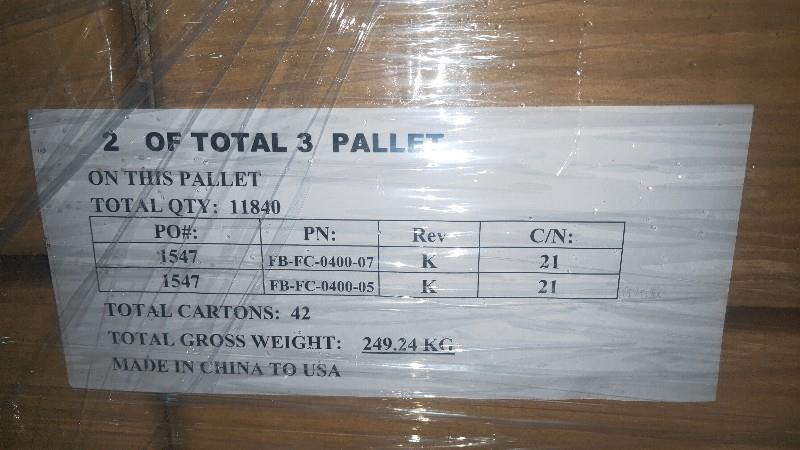 2 OF TOTAL 3 PALLET
ON THIS PALLET
TOTAL QTY: 11840
PO#: PN: Rev C/N:
1547 FB-FC-0400-07 K 21
1547 FB-FC-0400-05 K 21
TOTAL CARTONS: 42
TOTAL GROSS WEIGHT: 249.24 KG
MADE IN CHINA TO USA